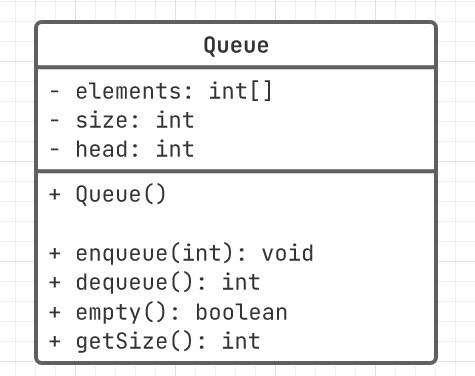 Queue
- elements: int[]
- size: int
- head: int
+ Queue()
+ enqueue(int): void
+ dequeue(): int
+ empty(): boolean
+ getSize(): int